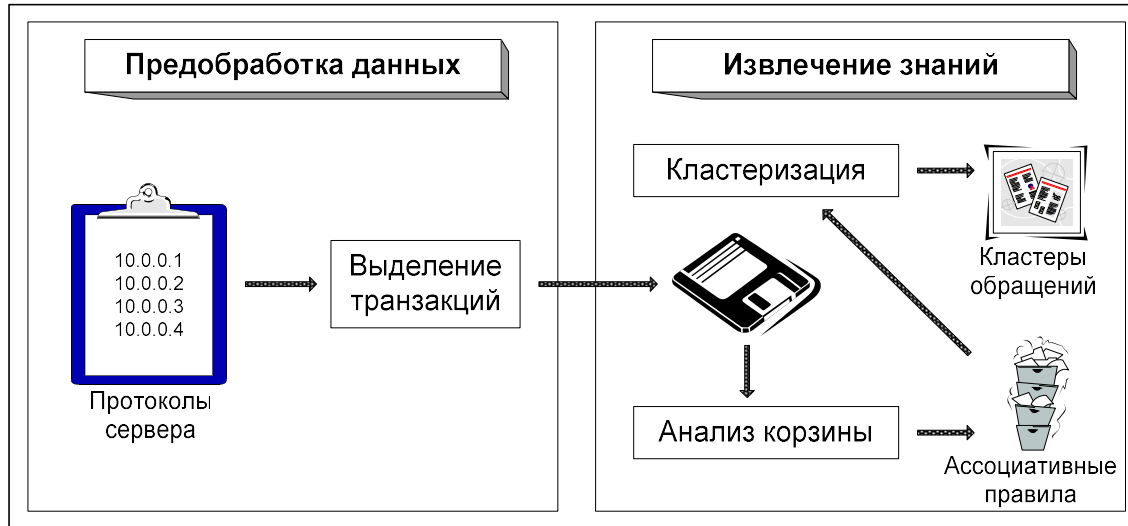 Предобработка данных
10.0.0.1
10.0.0.2
10.0.0.3
10.0.0.4
Протоколы
сервера
Выделение
транзакций
Извлечение знаний
Кластеризация
Кластеры
обращений
Анализ корзины
Ассоциативные
правила